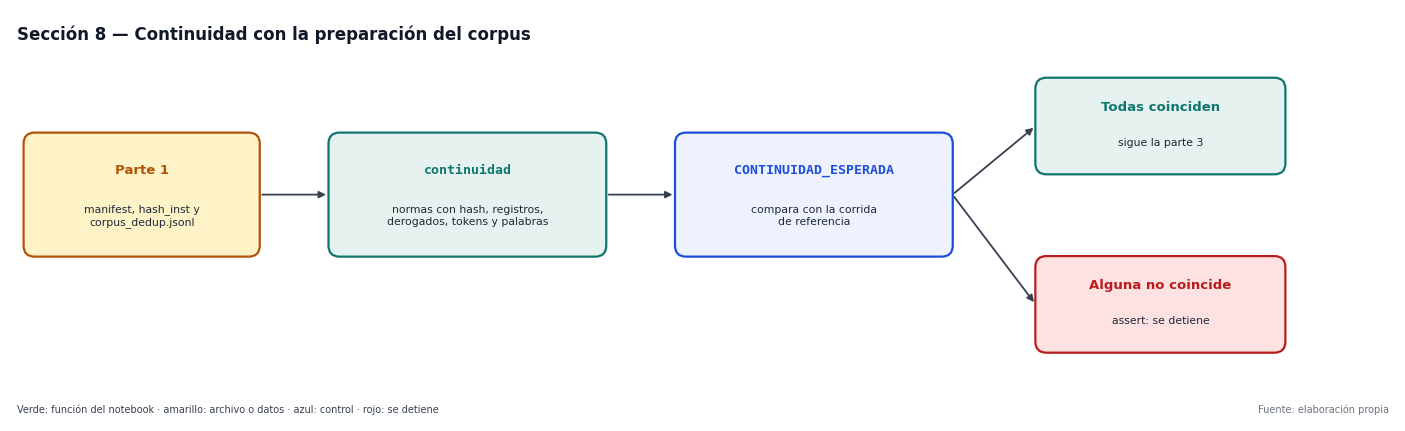 Sección 8 — Continuidad con la preparación del corpus
Parte 1
manifest, hash_inst y
corpus_dedup.jsonl
continuidad
normas con hash, registros,
derogados, tokens y palabras
CONTINUIDAD_ESPERADA
compara con la corrida
de referencia
Todas coinciden
sigue la parte 3
Alguna no coincide
assert: se detiene
Verde: función del notebook · amarillo: archivo o datos · azul: control · rojo: se detiene
Fuente: elaboración propia